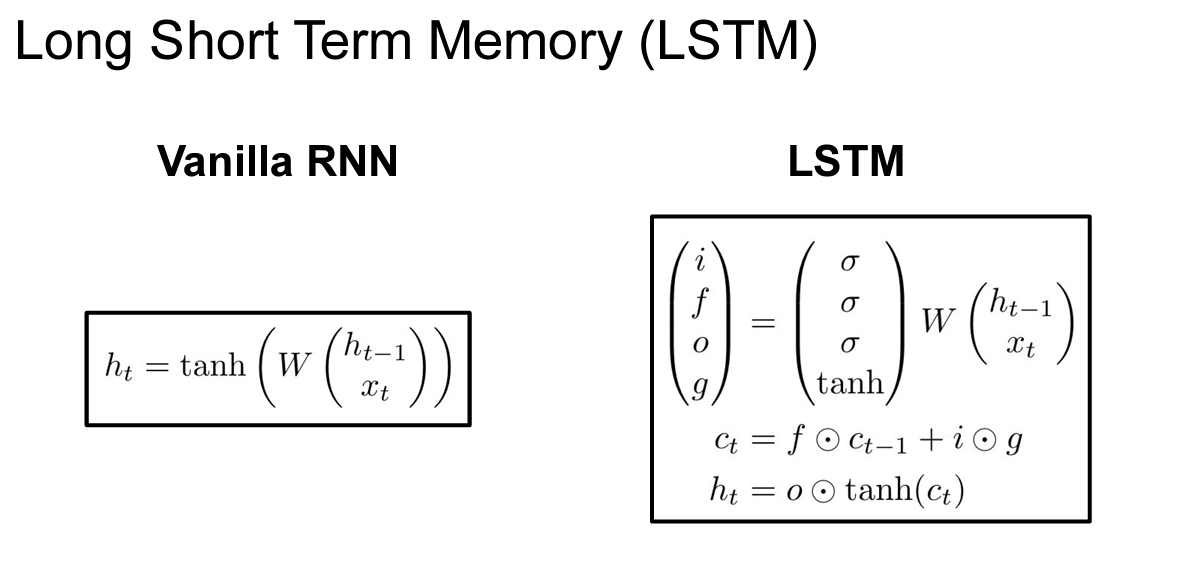 Long Short Term Memory (LSTM)
Vanilla RNN
h_t = tanh ( W ( h_{t-1} x_t ) )
LSTM
( i f o g ) = ( σ σ σ tanh ) W ( h_{t-1} x_t )
c_t = f ⊙ c_{t-1} + i ⊙ g
h_t = o ⊙ tanh(c_t)